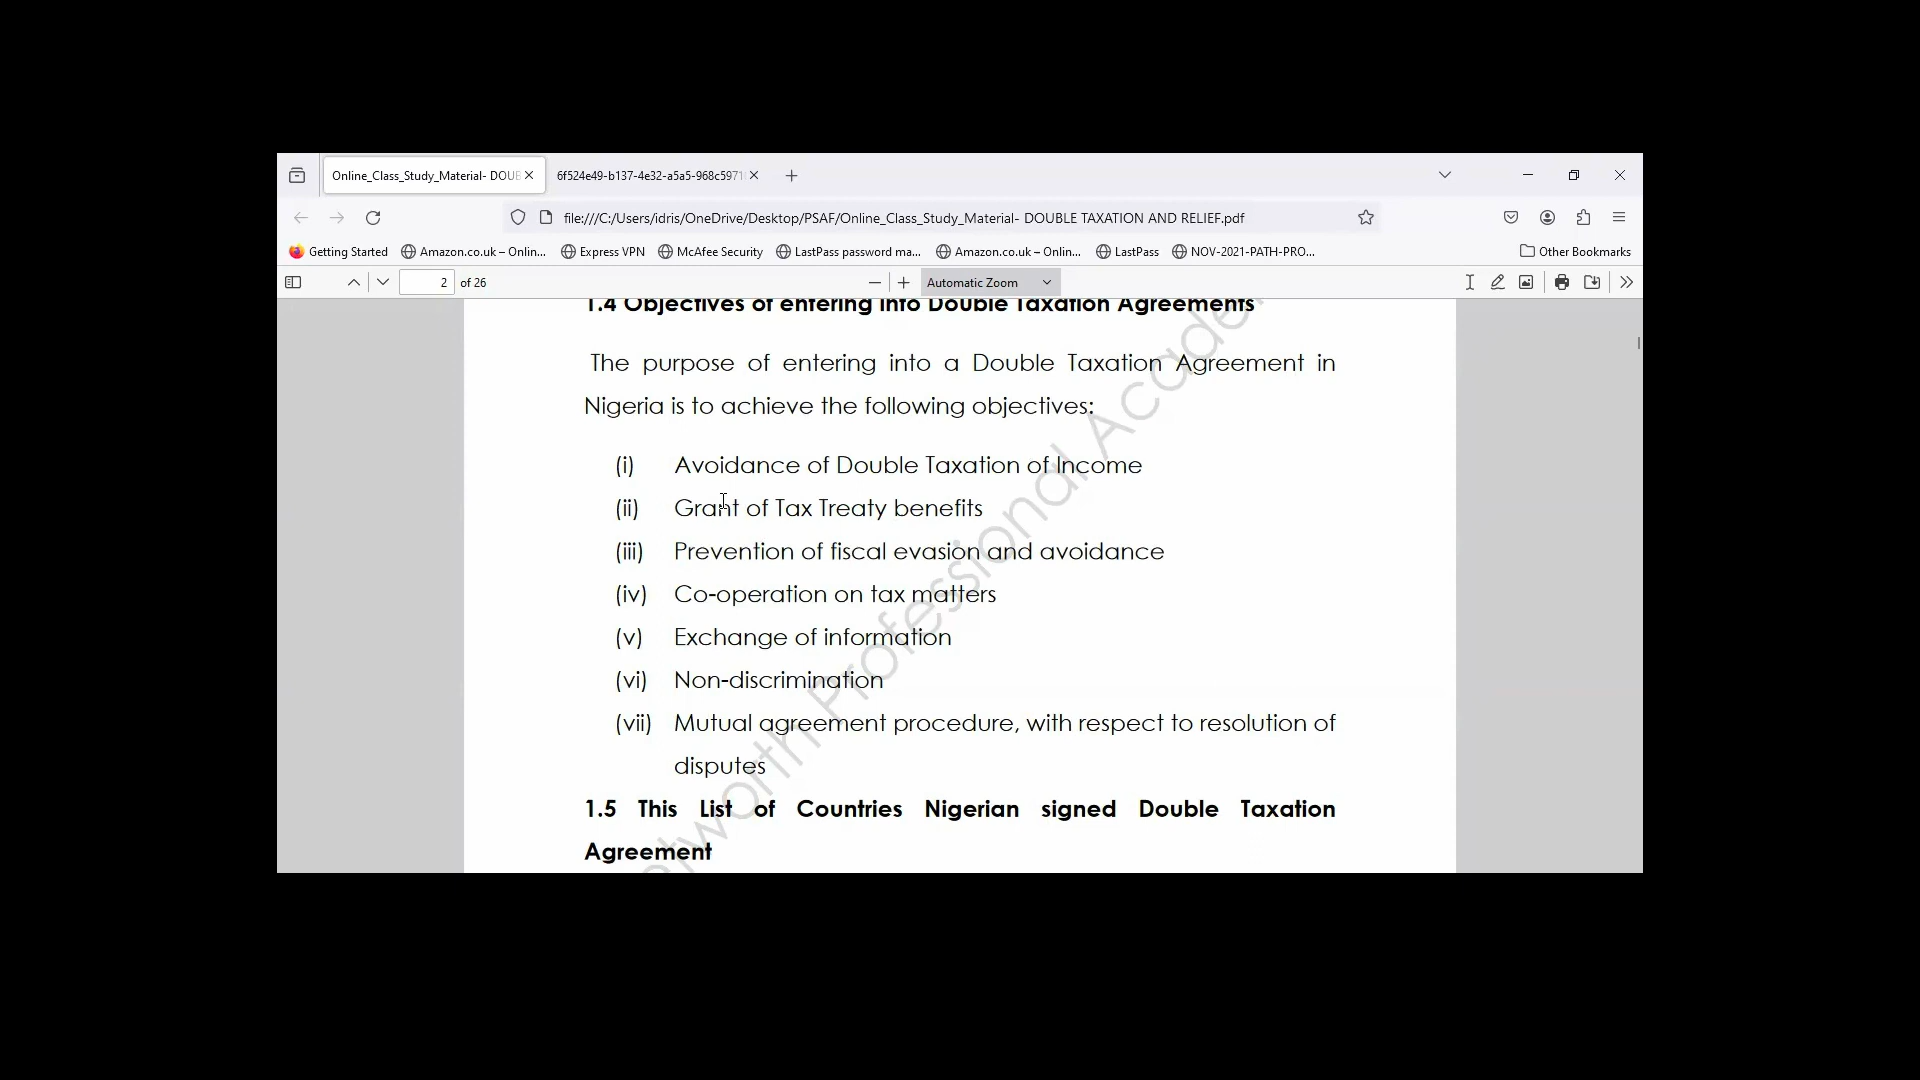 Online_Class_Study_Material- DOUB
6f524e49-b137-4e32-a5a5-968c5971
file:///C:/Users/idris/OneDrive/Desktop/PSAF/Online_Class_Study_Material- DOUBLE TAXATION AND RELIEF.pdf
Getting Started Amazon.co.uk – Onlin... Express VPN McAfee Security LastPass password ma... Amazon.co.uk – Onlin... LastPass NOV-2021-PATH-PRO... Other Bookmarks
2 of 26 Automatic Zoom
1.4 Objectives of entering into Double Taxation Agreements
The purpose of entering into a Double Taxation Agreement in
Nigeria is to achieve the following objectives:
(i) Avoidance of Double Taxation of Income
(ii) Grant of Tax Treaty benefits
(iii) Prevention of fiscal evasion and avoidance
(iv) Co-operation on tax matters
(v) Exchange of information
(vi) Non-discrimination
(vii) Mutual agreement procedure, with respect to resolution of
disputes
1.5 This List of Countries Nigerian signed Double Taxation
Agreement
Professional